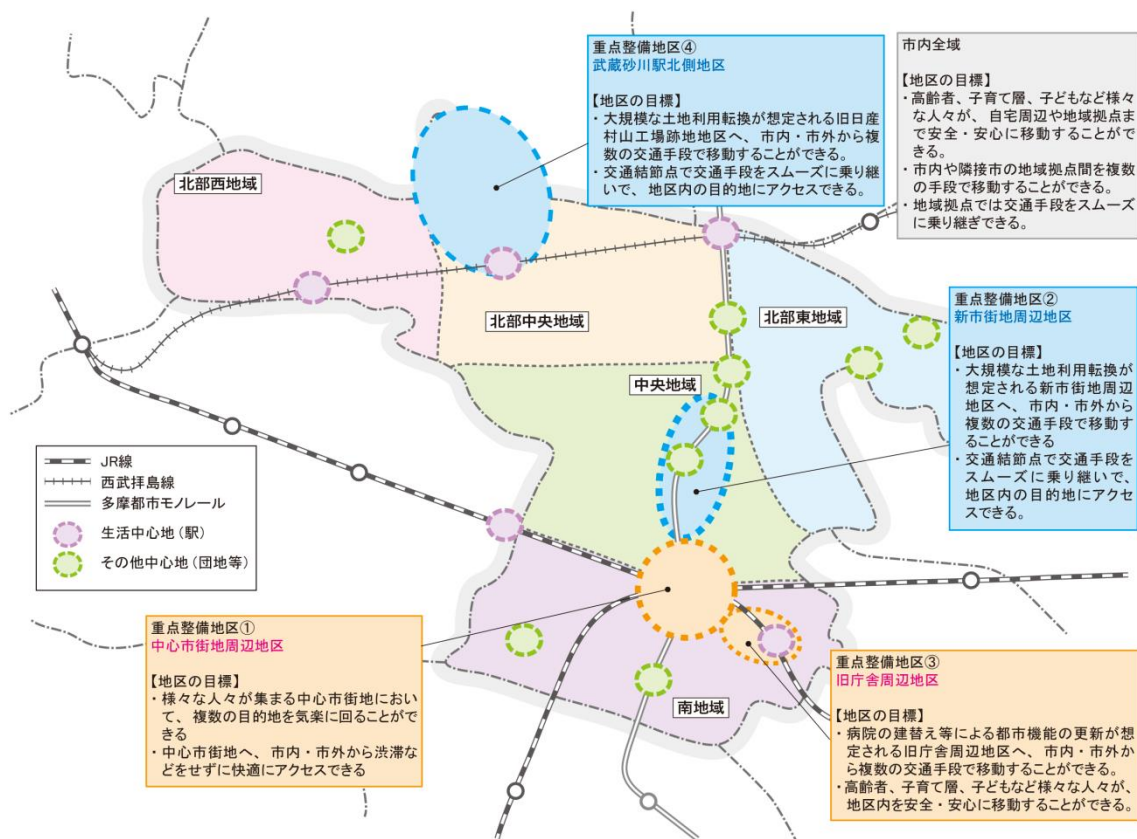 重点整備地区④
武蔵砂川駅北側地区
【地区の目標】
・大規模な土地利用転換が想定される旧日産
村山工場跡地地区へ、市内・市外から複
数の交通手段で移動することができる。
・交通結節点で交通手段をスムーズに乗り継
いで、地区内の目的地にアクセスできる。
市内全域
【地区の目標】
・高齢者、子育て層、子どもなど様々
な人々が、自宅周辺や地域拠点ま
で安全・安心に移動することがで
きる。
・市内や隣接市の地域拠点間を複数
の手段で移動することができる。
・地域拠点では交通手段をスムーズ
に乗り継ぎできる。
北部西地域
北部中央地域
北部東地域
中央地域
重点整備地区②
新市街地周辺地区
【地区の目標】
・大規模な土地利用転換が
想定される新市街地周辺
地区へ、市内・市外から
複数の交通手段で移動す
ることができる
・交通結節点で交通手段を
スムーズに乗り継いで、
地区内の目的地にアクセ
スできる。
JR線
西武拝島線
多摩都市モノレール
生活中心地(駅)
その他中心地(団地等)
重点整備地区①
中心市街地周辺地区
【地区の目標】
・様々な人々が集まる中心市街地におい
て、複数の目的地を気楽に回ることがで
きる
・中心市街地へ、市内・市外から渋滞な
どをせずに快適にアクセスできる
南地域
重点整備地区③
旧庁舎周辺地区
【地区の目標】
・病院の建替え等による都市機能の更新が想
定される旧庁舎周辺地区へ、市内・市外か
ら複数の交通手段で移動することができる。
・高齢者、子育て層、子どもなど様々な人々が、
地区内を安全・安心に移動することができる。